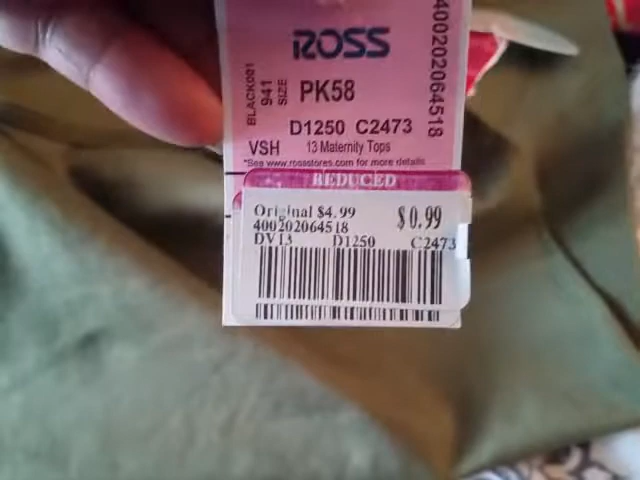 ROSS
BLACK001
941
SIZE
PK58
400202064518
D1250 C2473
VSH 13 Maternity Tops
*See www.rossstores.com for more details
REDUCED
Original $4.99 $0.99
400202064518
DV13 D1250 C2473